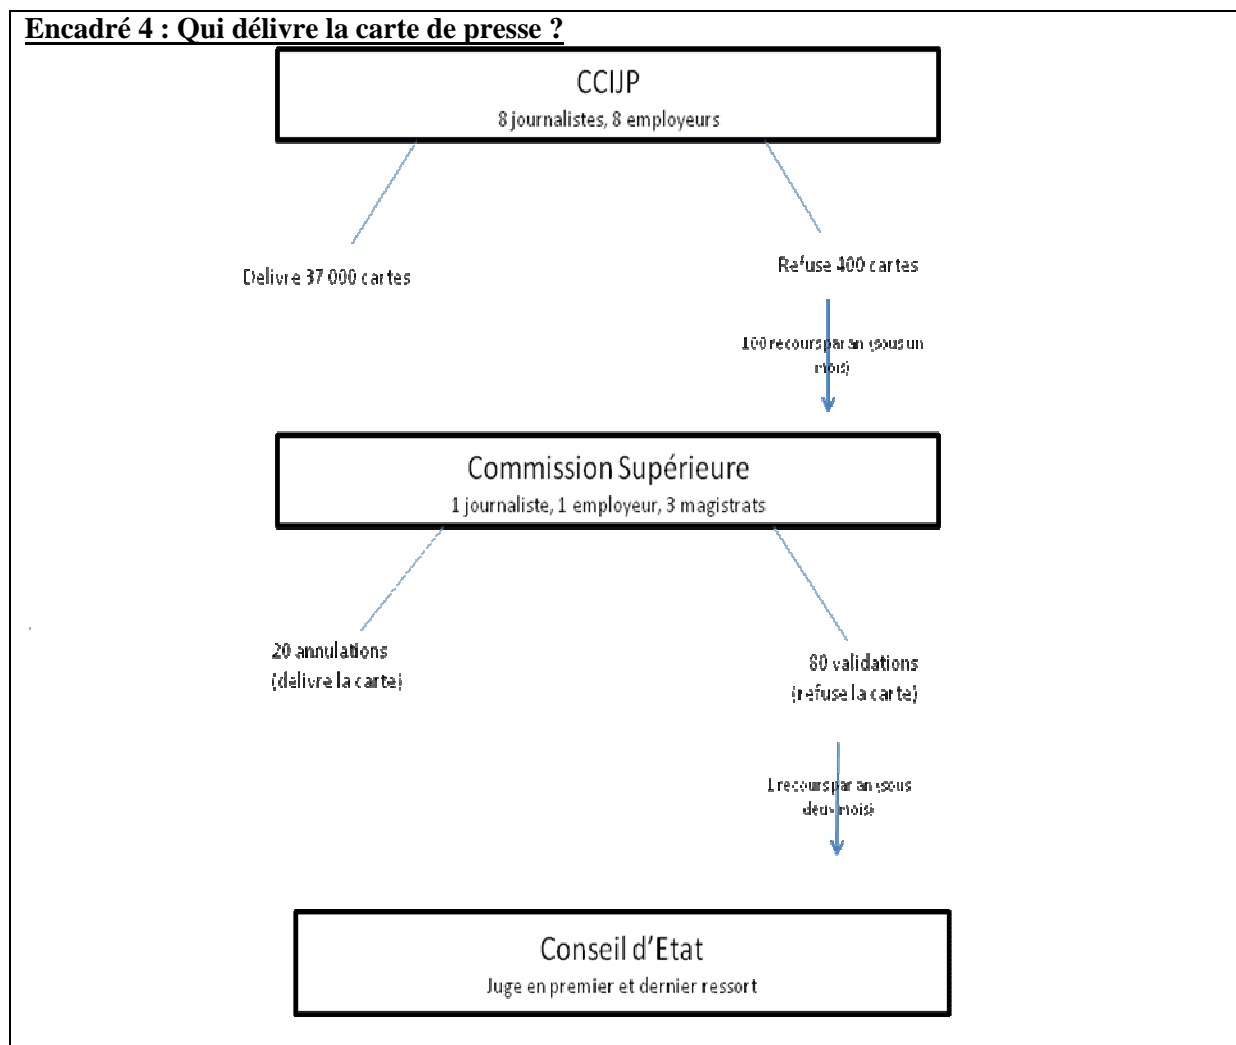 Encadré 4 : Qui délivre la carte de presse ?
CCIJP
8 journalistes, 8 employeurs
Delivre 37 000 cartes
Refuse 400 cartes
100 recours par an (sous un
mois)
Commission Supérieure
1 journaliste, 1 employeur, 3 magistrats
20 annulations
(delivre la carte)
80 validations
(refuse la carte)
1 recours par an (sous
deux mois)
Conseil d'Etat
Juge en premier et dernier ressort